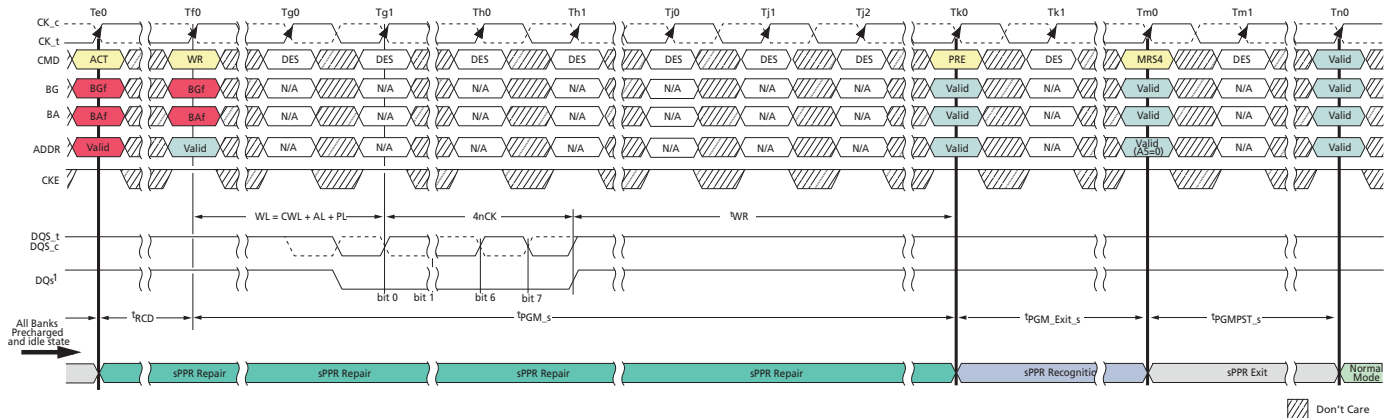 Te0 Tf0 Tg0 Tg1 Th0 Th1 Tj0 Tj1 Tj2 Tk0 Tk1 Tm0 Tm1 Tn0
CK_c
CK_t
CMD ACT WR DES DES DES DES DES DES DES PRE DES MRS4 DES Valid
BG BGf BGf N/A N/A N/A N/A N/A N/A N/A Valid N/A Valid N/A Valid
BA BAf BAf N/A N/A N/A N/A N/A N/A N/A Valid N/A Valid N/A Valid
ADDR Valid Valid N/A N/A N/A N/A N/A N/A N/A Valid N/A Valid (A5=0) N/A Valid
CKE
WL = CWL + AL + PL 4nCK tWR
DQS_t
DQS_c
DQs1
bit 0 bit 1 bit 6 bit 7
All Banks
Precharged
and idle state
tRCD tPGM_s tPGM_Exit_s tPGMPST_s
sPPR Repair sPPR Repair sPPR Repair sPPR Repair sPPR Recognitic sPPR Exit Normal
Mode
Don't Care